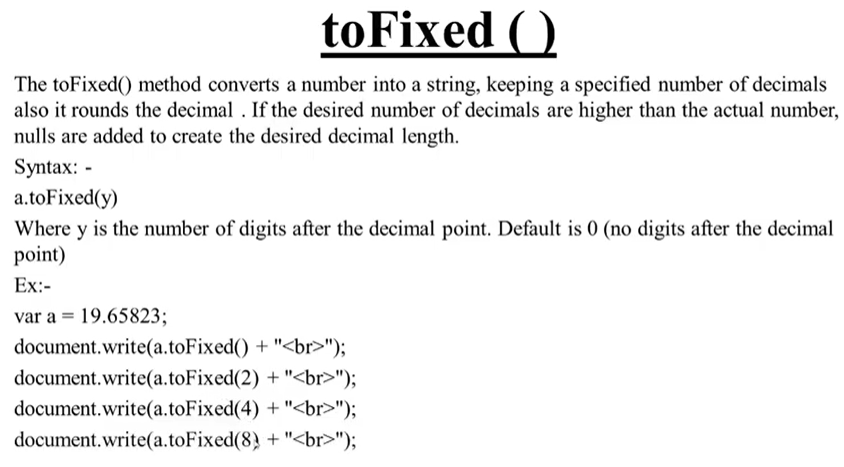 toFixed ( )
The toFixed() method converts a number into a string, keeping a specified number of decimals
also it rounds the decimal . If the desired number of decimals are higher than the actual number,
nulls are added to create the desired decimal length.
Syntax: -
a.toFixed(y)
Where y is the number of digits after the decimal point. Default is 0 (no digits after the decimal
point)
Ex:-
var a = 19.65823;
document.write(a.toFixed() + "<br>");
document.write(a.toFixed(2) + "<br>");
document.write(a.toFixed(4) + "<br>");
document.write(a.toFixed(8) + "<br>");